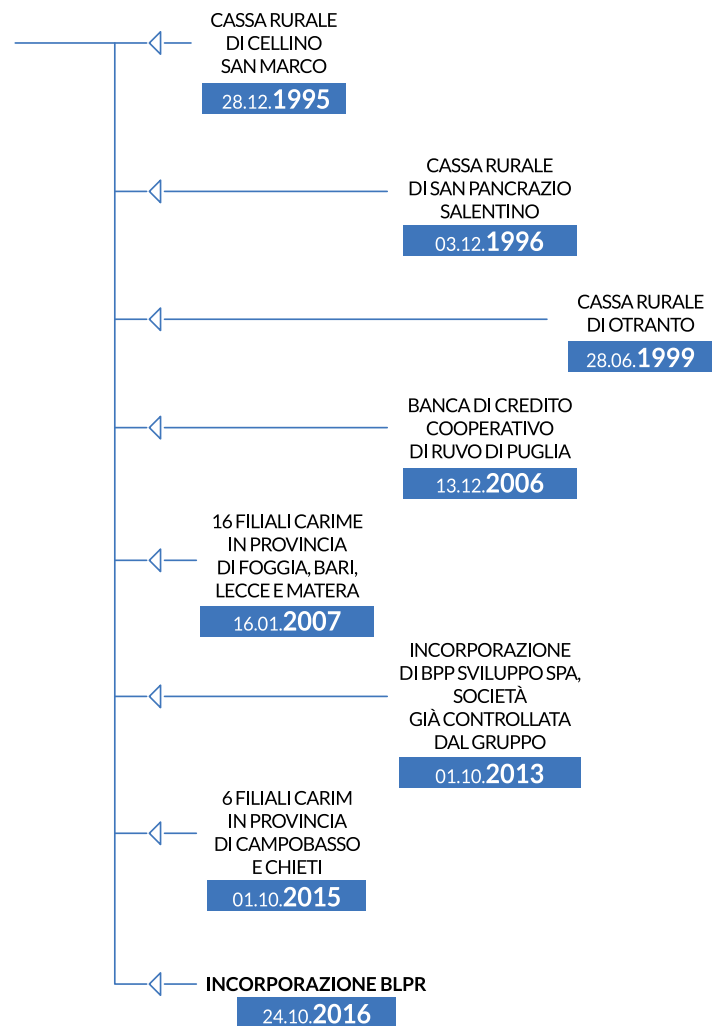 CASSA RURALE
DI CELLINO
SAN MARCO
28.12.1995
CASSA RURALE
DI SAN PANCRAZIO
SALENTINO
03.12.1996
CASSA RURALE
DI OTRANTO
28.06.1999
BANCA DI CREDITO
COOPERATIVO
DI RUVO DI PUGLIA
13.12.2006
16 FILIALI CARIME
IN PROVINCIA
DI FOGGIA, BARI,
LECCE E MATERA
16.01.2007
INCORPORAZIONE
DI BPP SVILUPPO SPA,
SOCIETÀ
GIÀ CONTROLLATA
DAL GRUPPO
01.10.2013
6 FILIALI CARIM
IN PROVINCIA
DI CAMPOBASSO
E CHIETI
01.10.2015
INCORPORAZIONE BLPR
24.10.2016